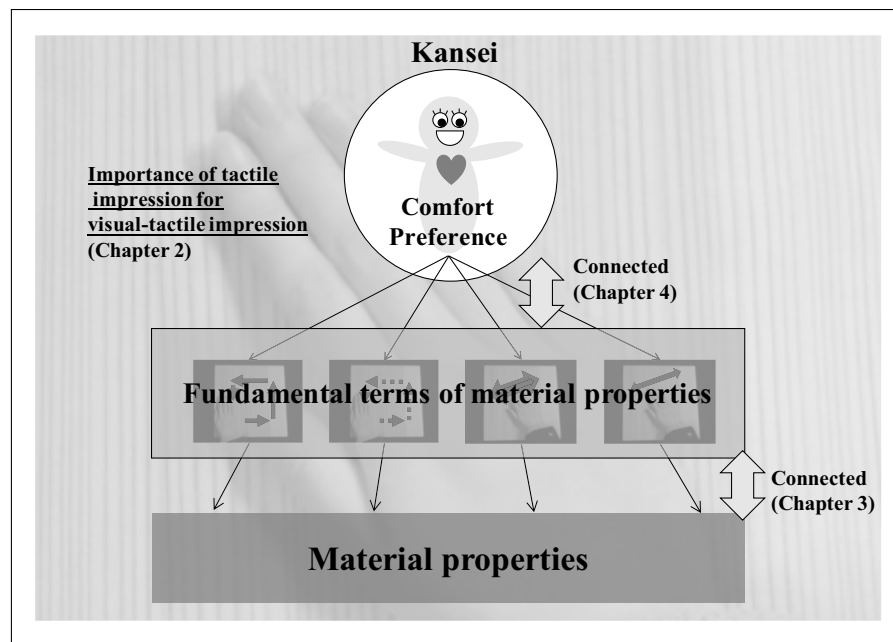 Kansei
Importance of tactile
impression for
visual-tactile impression
(Chapter 2)
Comfort
Preference
Connected
(Chapter 4)
Fundamental terms of material properties
Connected
(Chapter 3)
Material properties